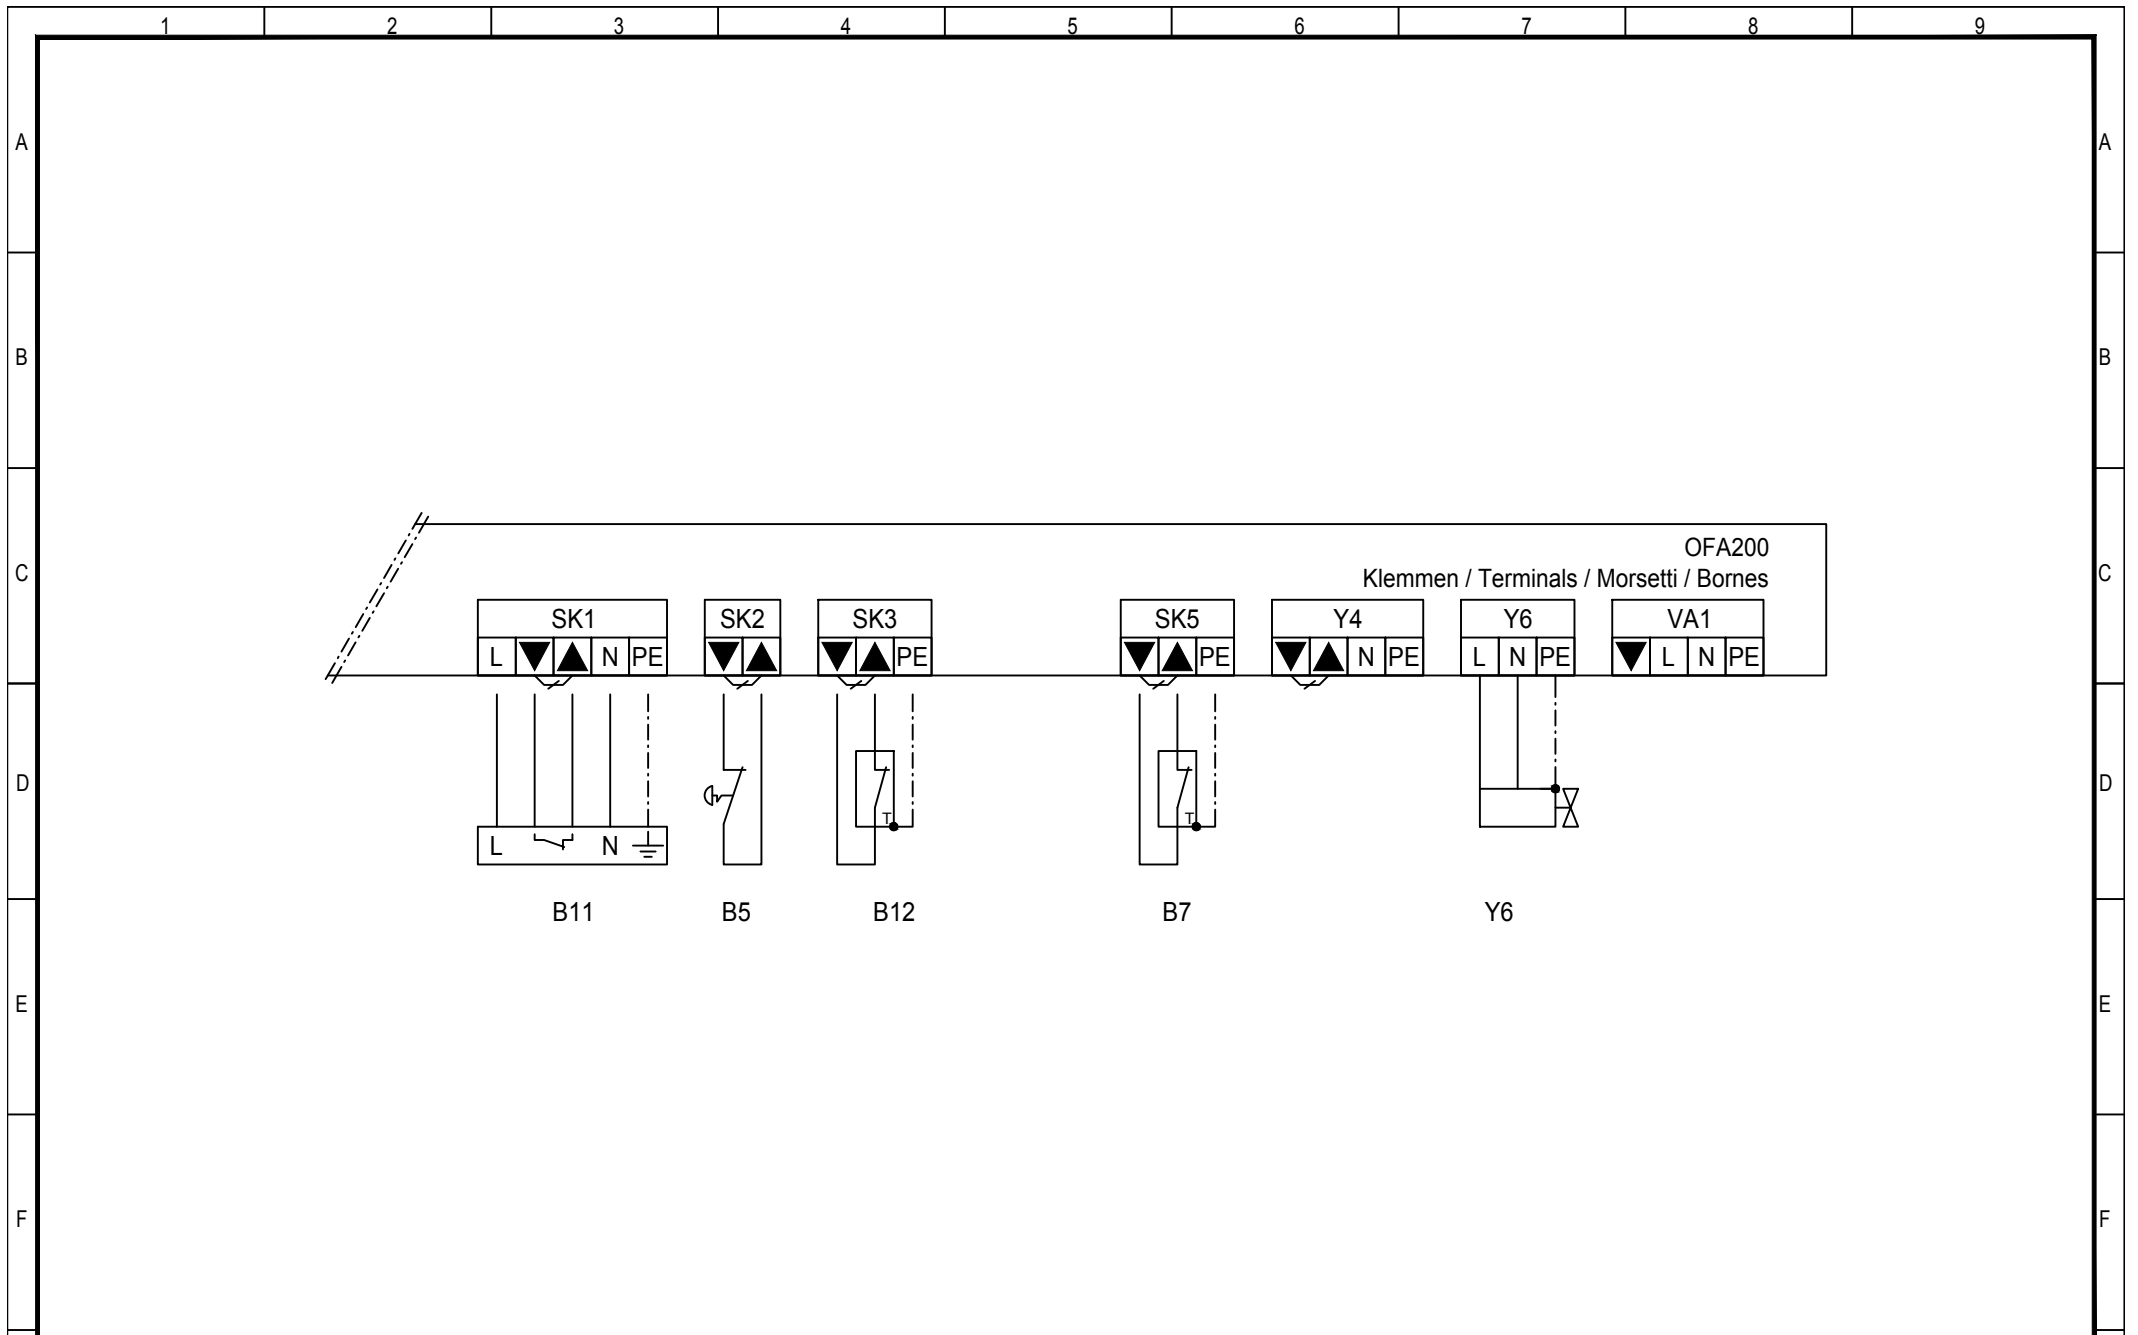 1 2 3 4 5 6 7 8 9
A A
B B
OFA200
C C
Klemmen / Terminals / Morsetti / Bornes
SK1 SK2 SK3 SK5 Y4 Y6 VA1
L N PE PE PE N PE L N PE L N PE
D D
T T
L N
B11 B5 B12 B7 Y6
E E
F F